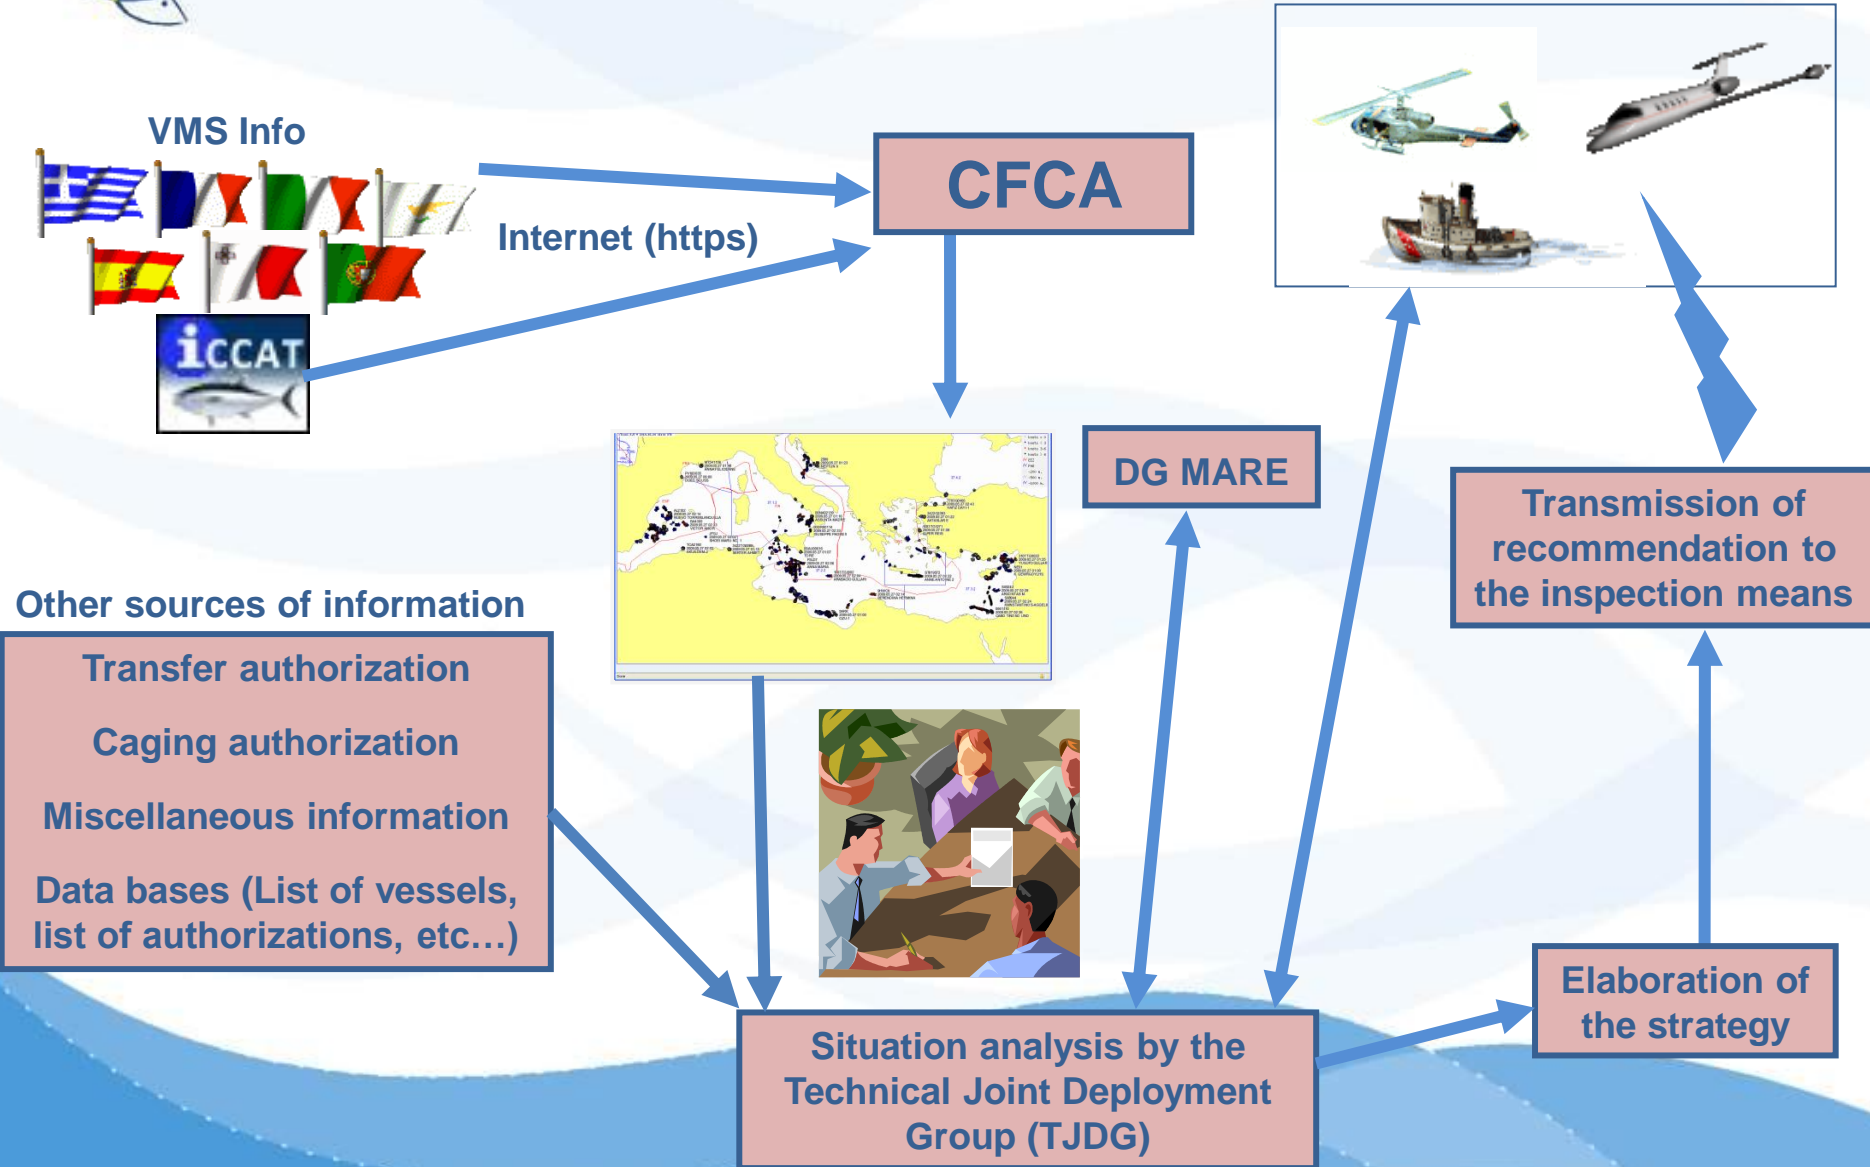 VMS Info
CFCA
Internet (https)
iCCAT
DG MARE
Transmission of
recommendation to
the inspection means
Other sources of information
Transfer authorization
Caging authorization
Miscellaneous information
Data bases (List of vessels,
list of authorizations, etc…)
Elaboration of
the strategy
Situation analysis by the
Technical Joint Deployment
Group (TJDG)